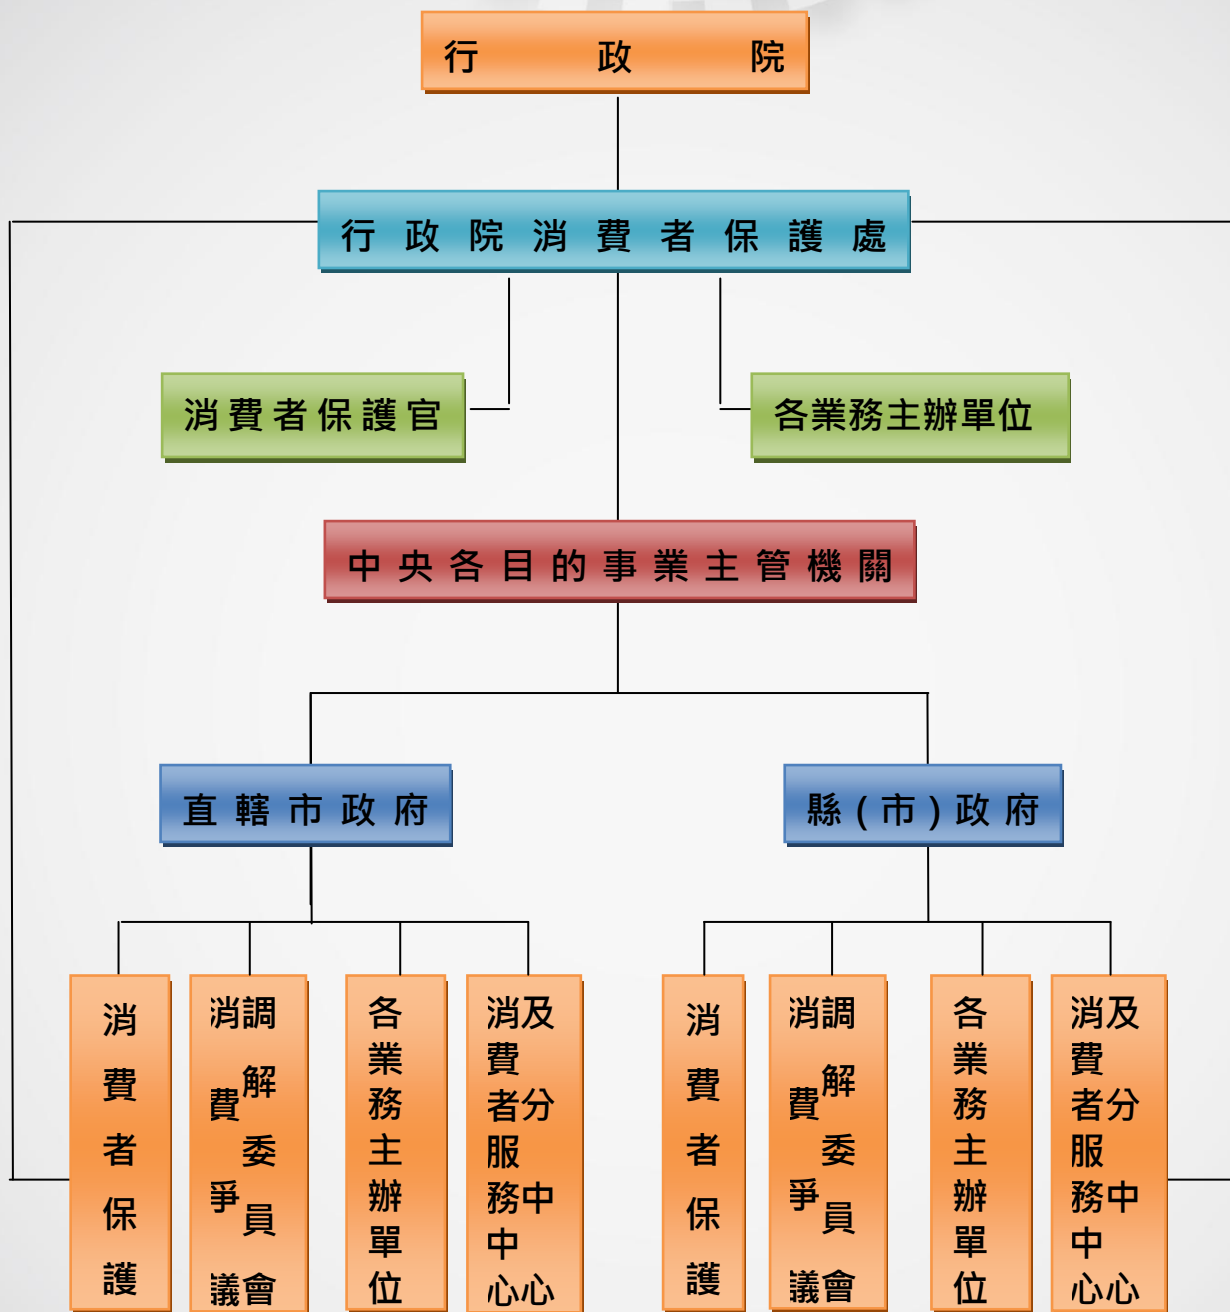 行政院
行政院消費者保護處
消費者保護官
各業務主辦單位
中央各目的事業主管機關
直轄市政府
縣(市)政府
消費者保護
消費爭議
調解委員會
各業務主辦單位
消費者服務中心
及分中心
消費者保護
消費爭議
調解委員會
各業務主辦單位
消費者服務中心
及分中心